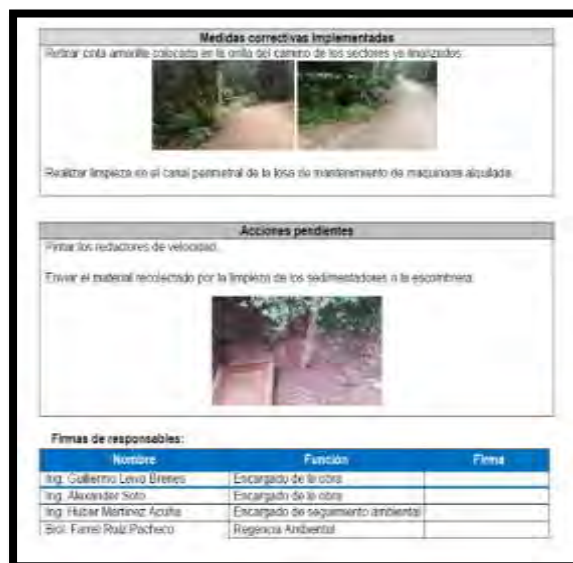 Medidas correctivas implementadas
Retirar cinta amarilla colocada en la orilla del camino de los sectores ya finalizados.
Realizar limpieza en el canal perimetral de la losa de mantenimiento de maquinaria alquilada.
Acciones pendientes
Pintar los reductores de velocidad.
Enviar el material recolectado por la limpieza de los sedimentadores a la escombrera.
Firmas de responsables:
Nombre Función Firma
Ing. Guillermo Leiva Brenes Encargado de la obra
Ing. Alexander Soto Encargado de la obra
Ing. Huber Martínez Acuña Encargado de seguimiento ambiental
Biol. Farrel Ruiz Pacheco Regencia Ambiental